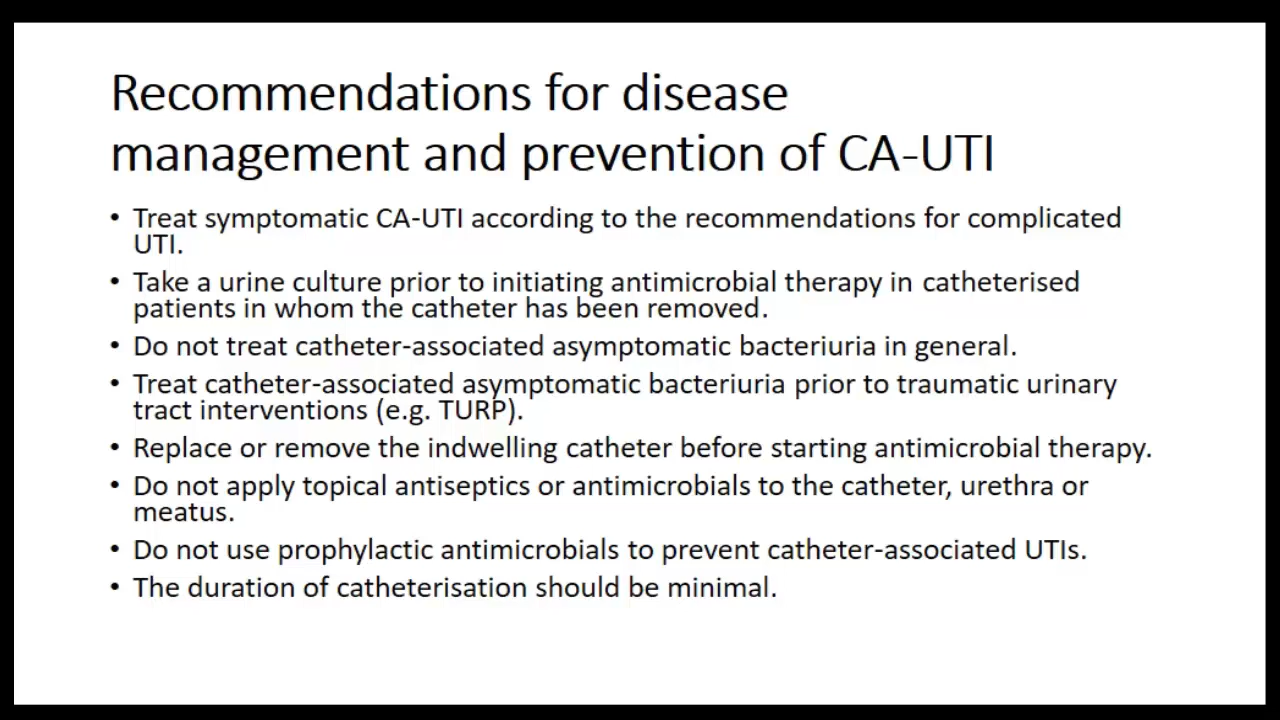 Recommendations for disease
management and prevention of CA-UTI
• Treat symptomatic CA-UTI according to the recommendations for complicated
UTI.
• Take a urine culture prior to initiating antimicrobial therapy in catheterised
patients in whom the catheter has been removed.
• Do not treat catheter-associated asymptomatic bacteriuria in general.
• Treat catheter-associated asymptomatic bacteriuria prior to traumatic urinary
tract interventions (e.g. TURP).
• Replace or remove the indwelling catheter before starting antimicrobial therapy.
• Do not apply topical antiseptics or antimicrobials to the catheter, urethra or
meatus.
• Do not use prophylactic antimicrobials to prevent catheter-associated UTIs.
• The duration of catheterisation should be minimal.